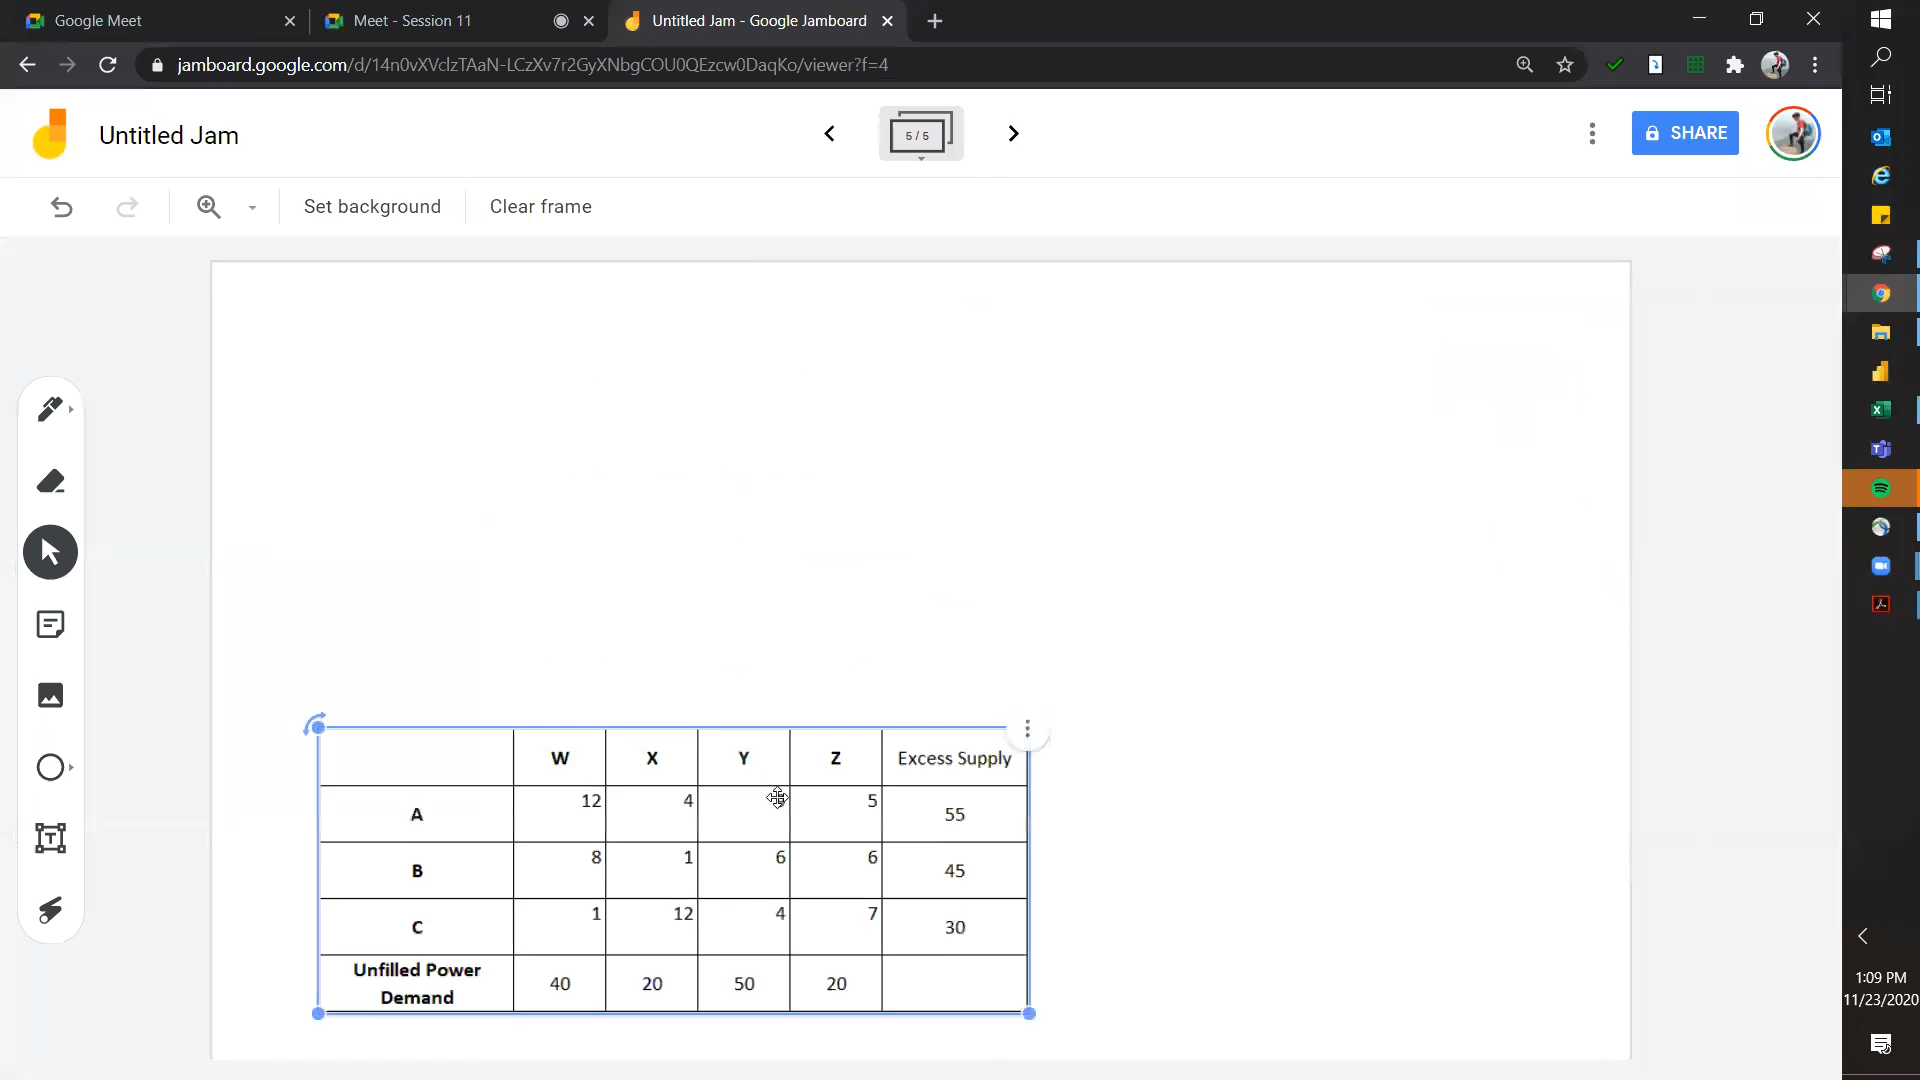 Google Meet
Meet - Session 11
Untitled Jam - Google Jamboard
jamboard.google.com/d/14n0vXVclzTAaN-LCzXv7r2GyXNbgCOU0QEzcw0DaqKo/viewer?f=4
Untitled Jam
5 / 5
SHARE
Set background
Clear frame
W X Y Z Excess Supply
A 12 4 5 55
B 8 1 6 6 45
C 1 12 4 7 30
Unfilled Power
Demand 40 20 50 20
1:09 PM
11/23/2020